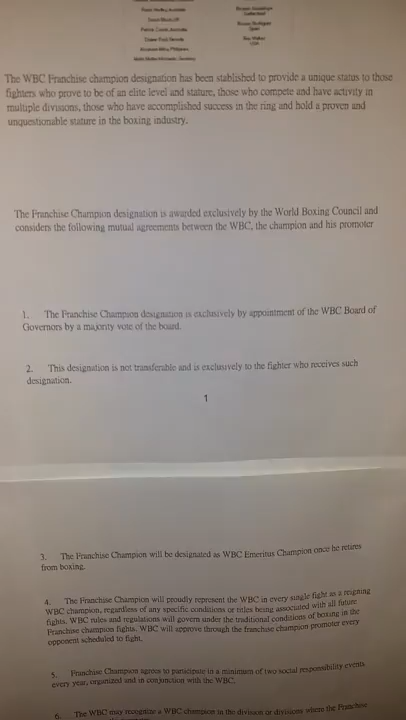 The WBC Franchise champion designation has been stablished to provide a unique status to those
fighters who prove to be of an elite level and stature, those who compete and have activity in
multiple divisions, those who have accomplished success in the ring and hold a proven and
unquestionable stature in the boxing industry.
The Franchise Champion designation is awarded exclusively by the World Boxing Council and
considers the following mutual agreements between the WBC, the champion and his promoter
1. The Franchise Champion designation is exclusively by appointment of the WBC Board of
Governors by a majority vote of the board.
2. This designation is not transferable and is exclusively to the fighter who receives such
designation.
1
3. The Franchise Champion will be designated as WBC Emeritus Champion once he retires
from boxing.
4. The Franchise Champion will proudly represent the WBC in every single fight as a reigning
WBC champion, regardless of any specific conditions or titles being associated with all future
fights. WBC rules and regulations will govern under the traditional conditions of boxing in the
Franchise champion fights. WBC will approve through the franchise champion promoter every
opponent scheduled to fight.
5. Franchise Champion agrees to participate in a minimum of two social responsibility events
every year, organized and in conjunction with the WBC.
6. The WBC may recognize a WBC champion in the division or divisions where the Franchise